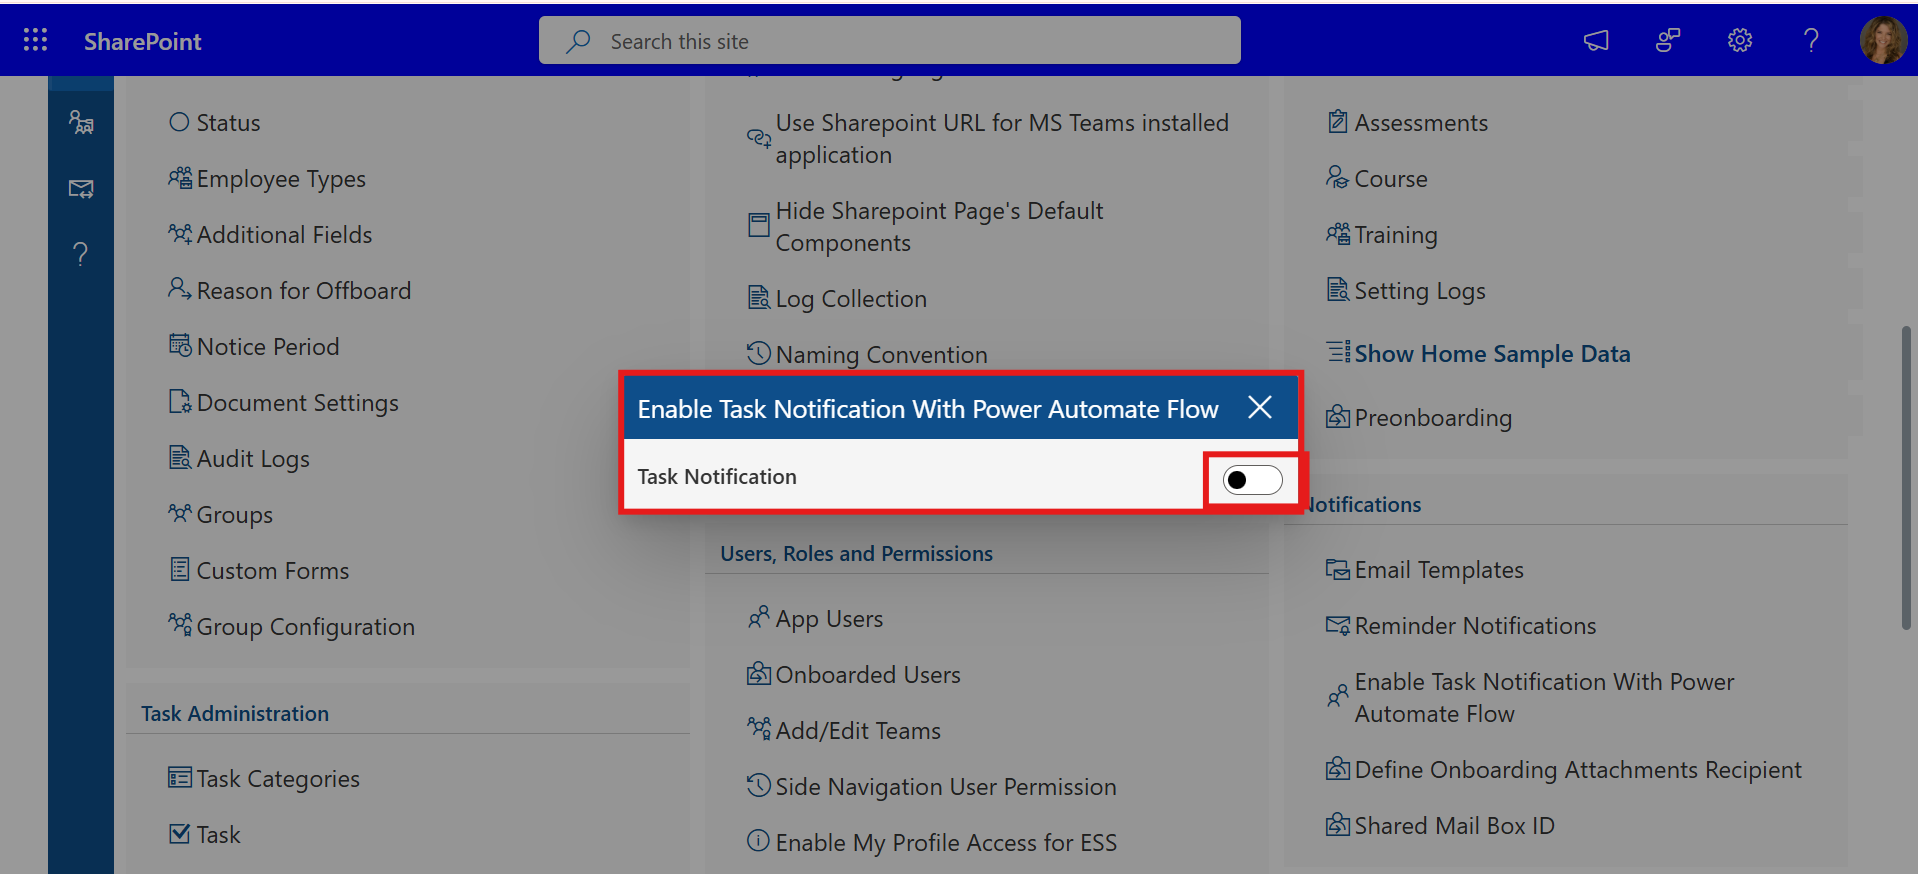 SharePoint
Search this site
Status
Employee Types
Additional Fields
Reason for Offboard
Notice Period
Document Settings
Audit Logs
Groups
Custom Forms
Group Configuration
Task Administration
Task Categories
Task
Use Sharepoint URL for MS Teams installed
application
Hide Sharepoint Page's Default
Components
Log Collection
Naming Convention
Enable Task Notification With Power Automate Flow
Task Notification
Users, Roles and Permissions
App Users
Onboarded Users
Add/Edit Teams
Side Navigation User Permission
Enable My Profile Access for ESS
Assessments
Course
Training
Setting Logs
Show Home Sample Data
Preonboarding
Notifications
Email Templates
Reminder Notifications
Enable Task Notification With Power
Automate Flow
Define Onboarding Attachments Recipient
Shared Mail Box ID